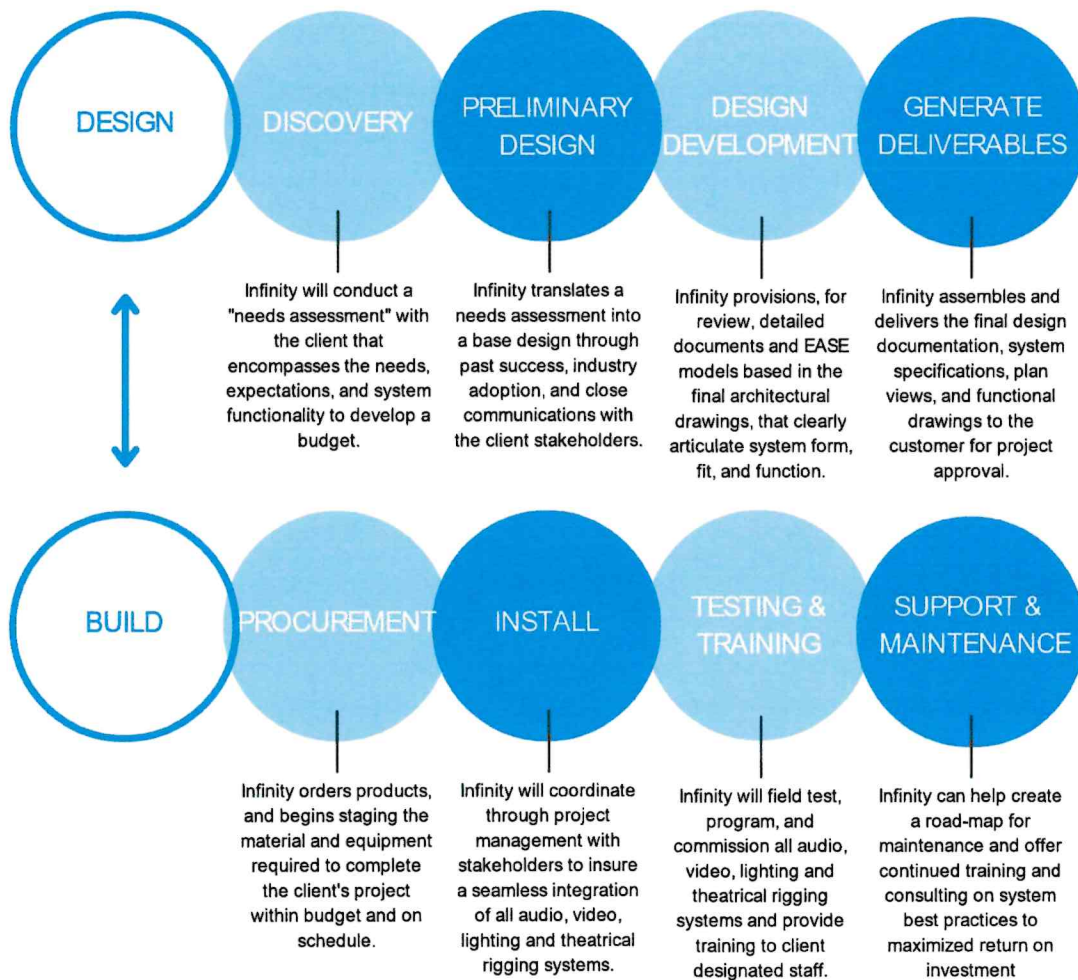 DESIGN
DISCOVERY
PRELIMINARY
DESIGN
DESIGN
DEVELOPMENT
GENERATE
DELIVERABLES
Infinity will conduct a
"needs assessment" with
the client that
encompasses the needs,
expectations, and system
functionality to develop a
budget.
Infinity translates a
needs assessment into
a base design through
past success, industry
adoption, and close
communications with
the client stakeholders.
Infinity provisions, for
review, detailed
documents and EASE
models based in the
final architectural
drawings, that clearly
articulate system form,
fit, and function.
Infinity assembles and
delivers the final design
documentation, system
specifications, plan
views, and functional
drawings to the
customer for project
approval.
BUILD
PROCUREMENT
INSTALL
TESTING &
TRAINING
SUPPORT &
MAINTENANCE
Infinity orders products,
and begins staging the
material and equipment
required to complete
the client's project
within budget and on
schedule.
Infinity will coordinate
through project
management with
stakeholders to insure
a seamless integration
of all audio, video,
lighting and theatrical
rigging systems.
Infinity will field test,
program, and
commission all audio,
video, lighting and
theatrical rigging
systems and provide
training to client
designated staff.
Infinity can help create
a road-map for
maintenance and offer
continued training and
consulting on system
best practices to
maximized return on
investment